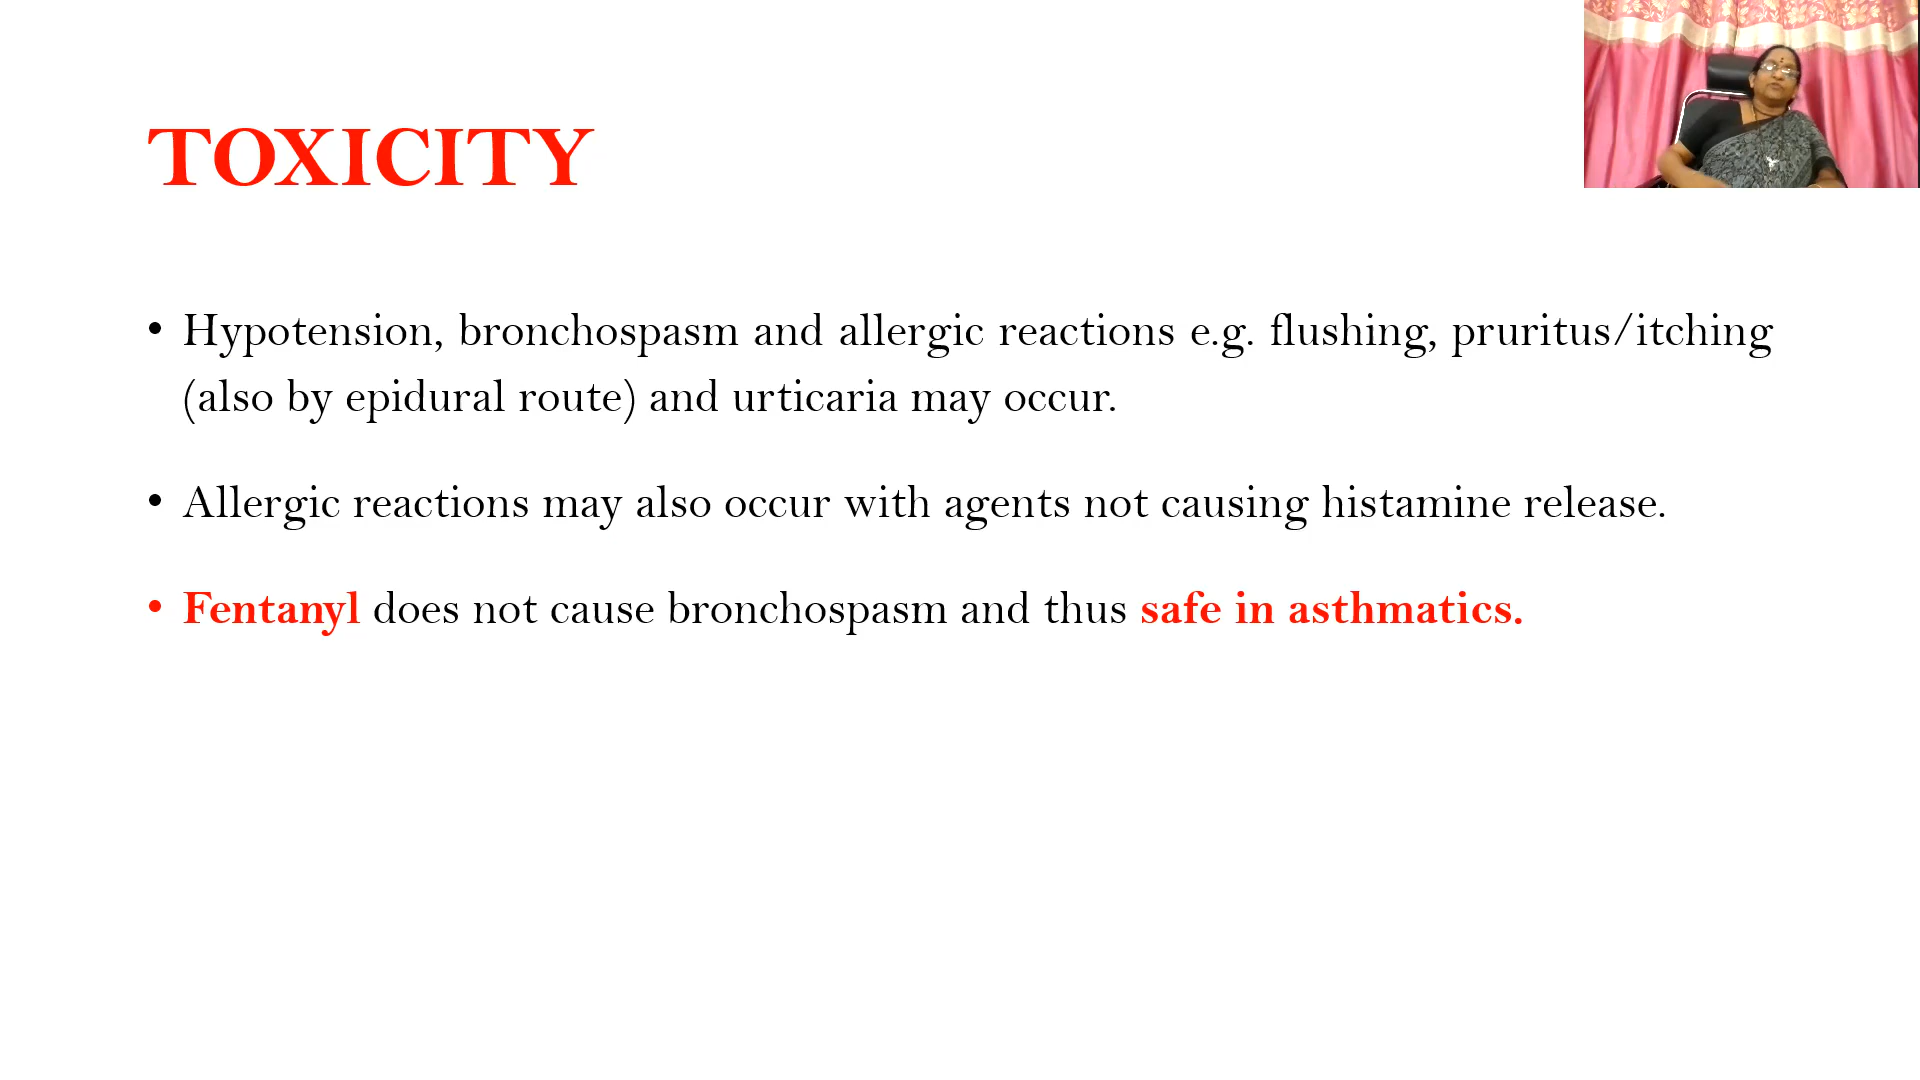 TOXICITY
• Hypotension, bronchospasm and allergic reactions e.g. flushing, pruritus/itching
(also by epidural route) and urticaria may occur.
• Allergic reactions may also occur with agents not causing histamine release.
• Fentanyl does not cause bronchospasm and thus safe in asthmatics.